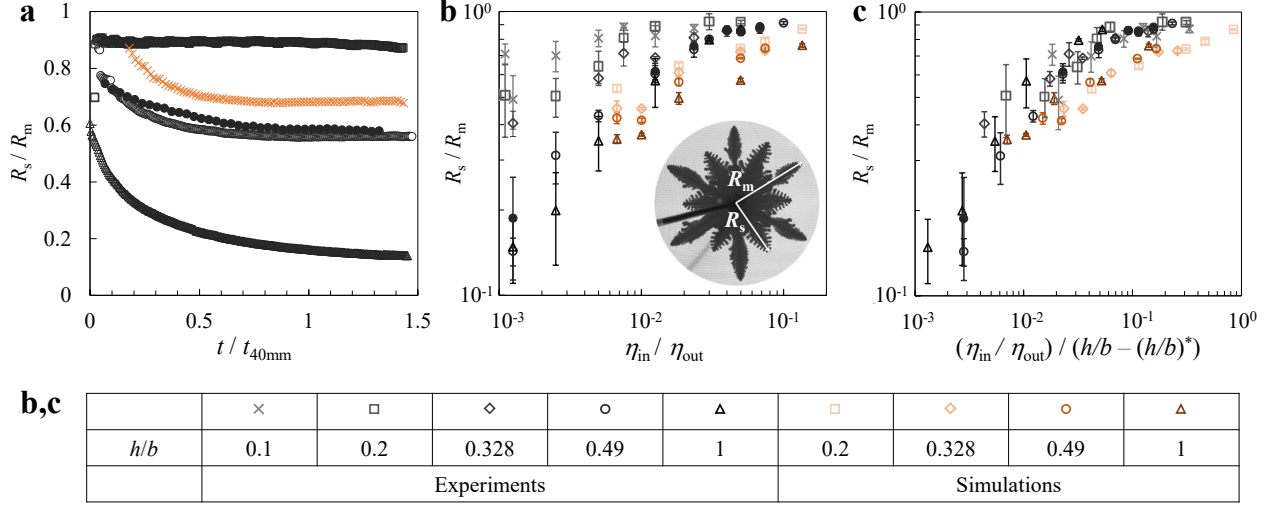 a
R_s / R_m
1
0.8
0.6
0.4
0.2
0
0
0.5
1
1.5
t / t_40mm
b
R_s / R_m
10^0
10^-1
10^-3
10^-2
10^-1
η_in / η_out
R_m
R_s
c
R_s / R_m
10^0
10^-1
10^-3
10^-2
10^-1
10^0
(η_in / η_out) / (h/b – (h/b)*)
b,c
h/b 0.1 0.2 0.328 0.49 1 0.2 0.328 0.49 1
Experiments Simulations